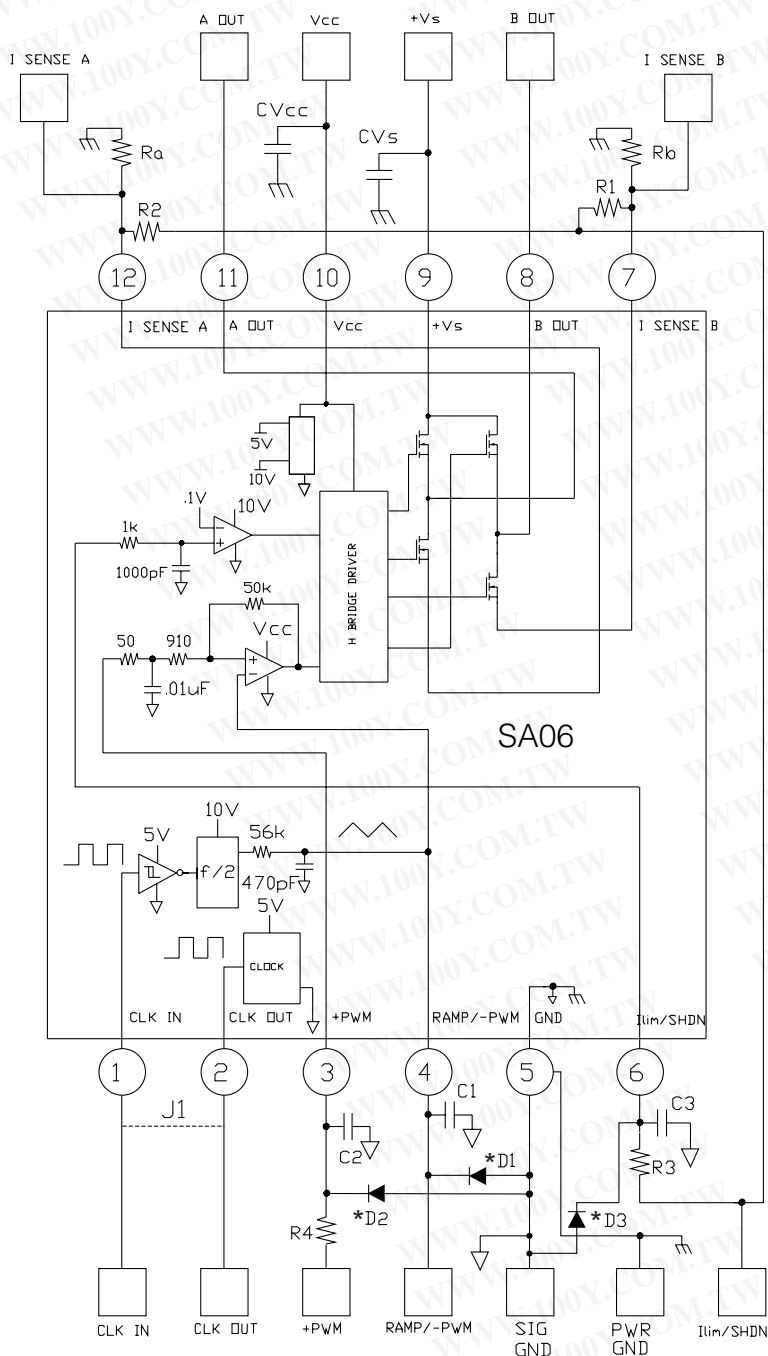 A OUT Vcc +Vs B OUT
I SENSE A I SENSE B
CVcc
CVs
Ra Rb
R2 R1
12 11 10 9 8 7
I SENSE A A OUT Vcc +Vs B OUT I SENSE B
5V
10V
.1V 10V
1k
1000pF
H BRIDGE DRIVER
50k
Vcc
50 910
.01uF
SA06
10V
5V 56k
f/2
470pF
5V
CLOCK
CLK IN CLK OUT +PWM RAMP/-PWM GND Ilim/SHDN
1 2 3 4 5 6
J1
C1 C3
C2
R3
*D1
*D2 *D3
R4
CLK IN CLK OUT +PWM RAMP/-PWM SIG GND PWR GND Ilim/SHDN
WWW.100Y.COM.TW